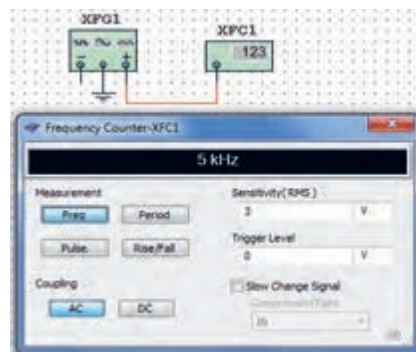 XFG1
XFC1
123
Frequency Counter-XFC1
5 kHz
Measurement
Freq Period
Pulse Rise/Fall
Coupling
AC DC
Sensitivity( RMS )
3 V
Trigger Level
0 V
Slow Change Signal
16